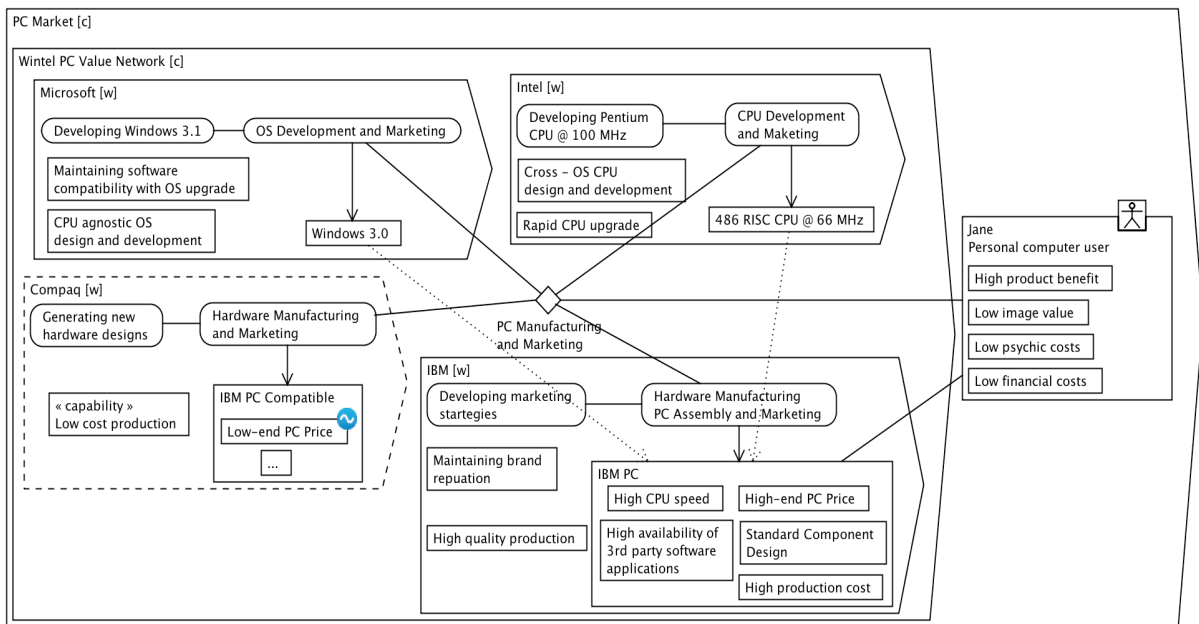 PC Market [c]
Wintel PC Value Network [c]
Microsoft [w]
Developing Windows 3.1
OS Development and Marketing
Maintaining software
compatibility with OS upgrade
CPU agnostic OS
design and development
Windows 3.0
Intel [w]
Developing Pentium
CPU @ 100 MHz
CPU Development
and Maketing
Cross - OS CPU
design and development
Rapid CPU upgrade
486 RISC CPU @ 66 MHz
Jane
Personal computer user
High product benefit
Low image value
Low psychic costs
Low financial costs
Compaq [w]
Generating new
hardware designs
Hardware Manufacturing
and Marketing
« capability »
Low cost production
IBM PC Compatible
Low-end PC Price
...
PC Manufacturing
and Marketing
IBM [w]
Developing marketing
startegies
Hardware Manufacturing
PC Assembly and Marketing
Maintaining brand
repuation
High quality production
IBM PC
High CPU speed
High-end PC Price
High availability of
3rd party software
applications
Standard Component
Design
High production cost